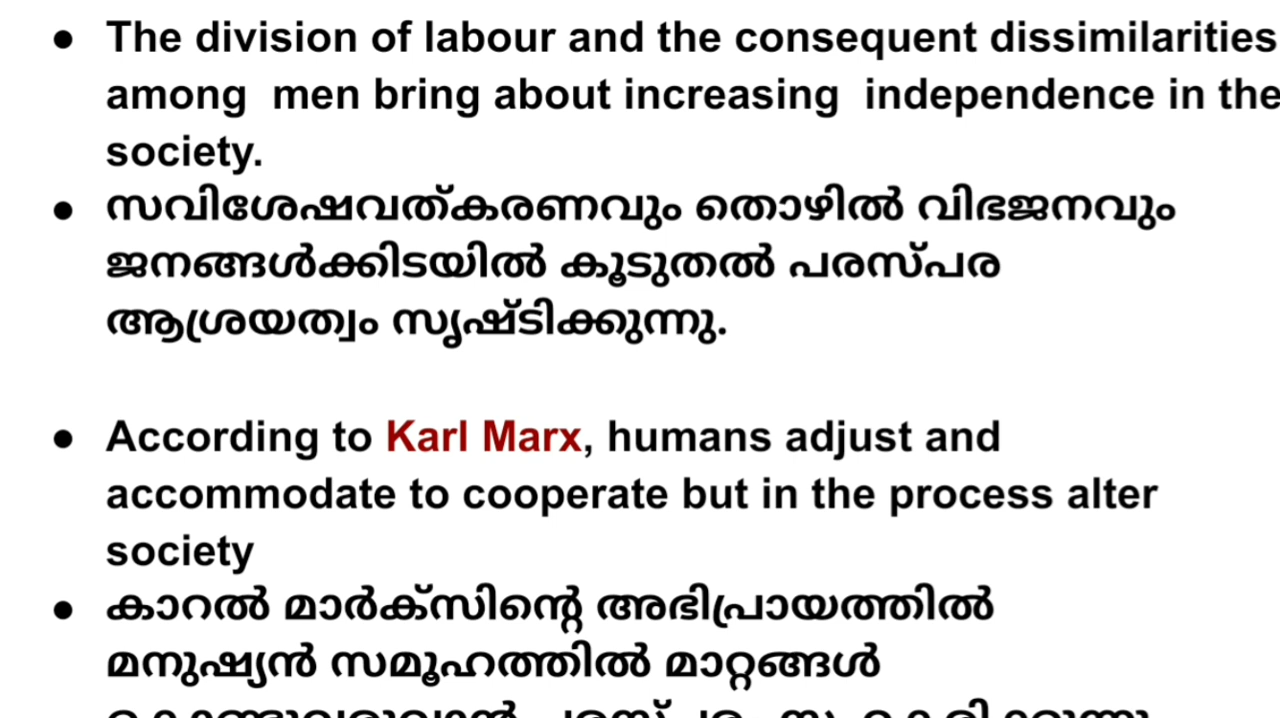 ● The division of labour and the consequent dissimilarities
among men bring about increasing independence in the
society.
● സവിശേഷവത്കരണവും തൊഴിൽ വിഭജനവും
ജനങ്ങൾക്കിടയിൽ കൂടുതൽ പരസ്പര
ആശ്രയത്വം സൃഷ്ടിക്കുന്നു.
● According to Karl Marx, humans adjust and
accommodate to cooperate but in the process alter
society
● കാറൽ മാർക്സിന്റെ അഭിപ്രായത്തിൽ
മനുഷ്യൻ സമൂഹത്തിൽ മാറ്റങ്ങൾ